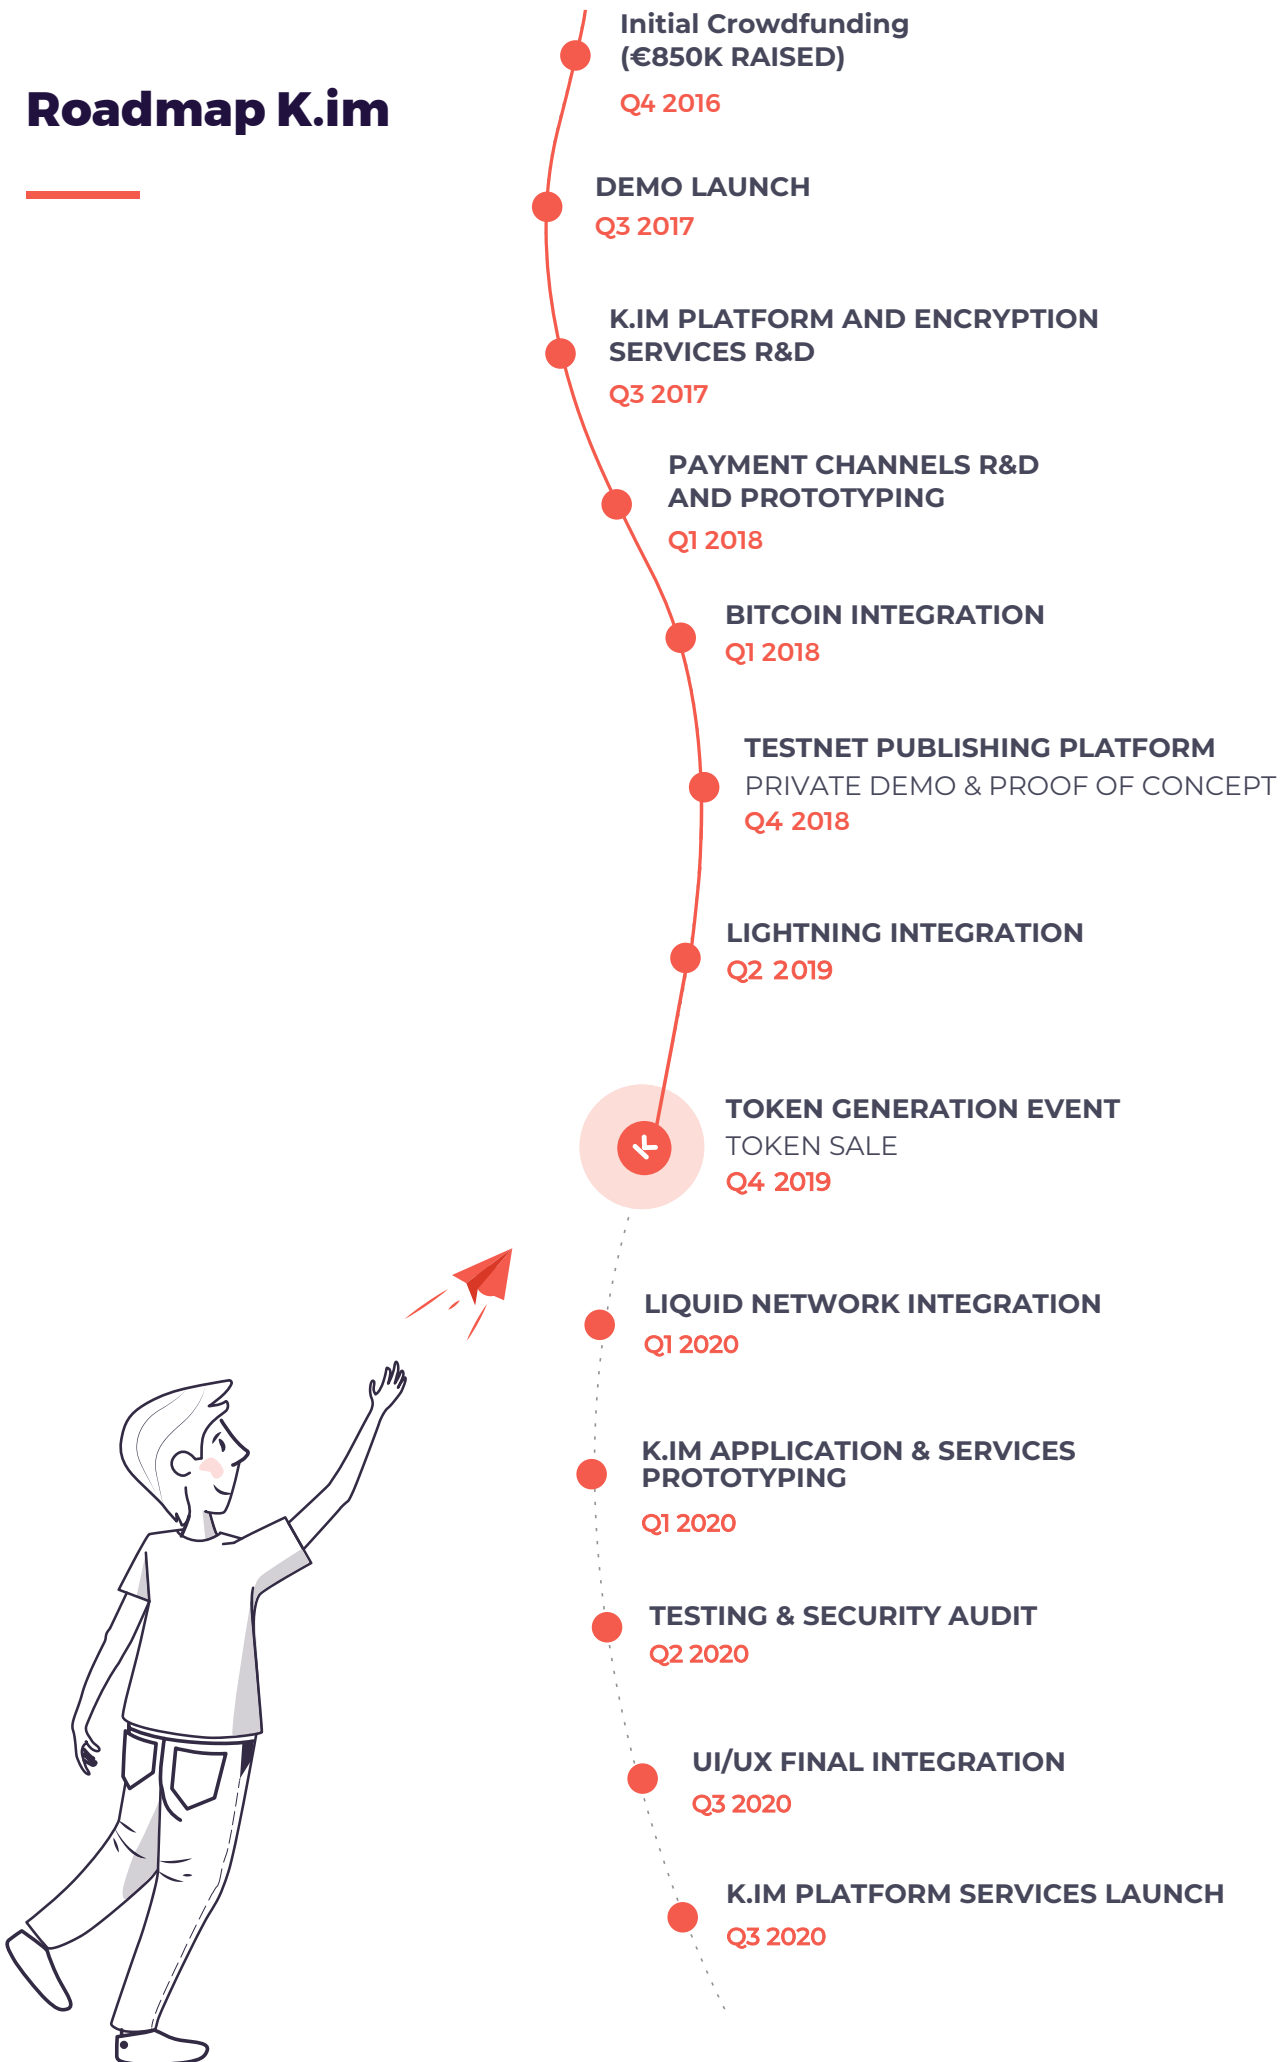 Roadmap K.im
Initial Crowdfunding
(€850K RAISED)
Q4 2016
DEMO LAUNCH
Q3 2017
K.IM PLATFORM AND ENCRYPTION
SERVICES R&D
Q3 2017
PAYMENT CHANNELS R&D
AND PROTOTYPING
Q1 2018
BITCOIN INTEGRATION
Q1 2018
TESTNET PUBLISHING PLATFORM
PRIVATE DEMO & PROOF OF CONCEPT
Q4 2018
LIGHTNING INTEGRATION
Q2 2019
TOKEN GENERATION EVENT
TOKEN SALE
Q4 2019
LIQUID NETWORK INTEGRATION
Q1 2020
K.IM APPLICATION & SERVICES
PROTOTYPING
Q1 2020
TESTING & SECURITY AUDIT
Q2 2020
UI/UX FINAL INTEGRATION
Q3 2020
K.IM PLATFORM SERVICES LAUNCH
Q3 2020